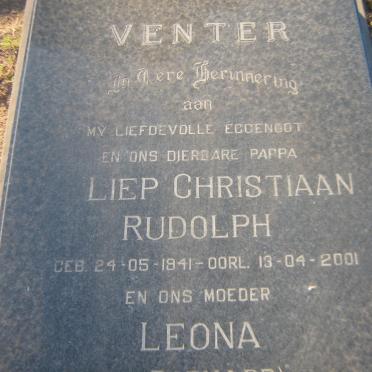 VENTER
In Tere Herinnering
aan
MY LIEFDEVOLLE EGGENOOT
EN ONS DIERBARE PAPPA
LIEP CHRISTIAAN
RUDOLPH
GEB. 24-05-1941-OORL. 13-04-2001
EN ONS MOEDER
LEONA